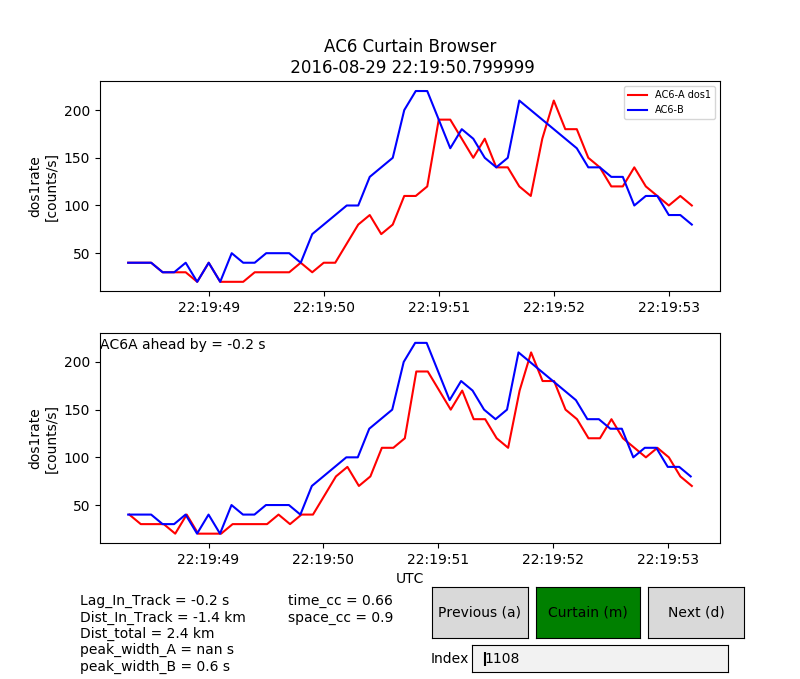 AC6 Curtain Browser
2016-08-29 22:19:50.799999
AC6-A dos1
AC6-B
200
150
100
50
dos1rate
[counts/s]
22:19:49 22:19:50 22:19:51 22:19:52 22:19:53
AC6A ahead by = -0.2 s
200
150
100
50
dos1rate
[counts/s]
22:19:49 22:19:50 22:19:51 22:19:52 22:19:53
UTC
Lag_In_Track = -0.2 s
Dist_In_Track = -1.4 km
Dist_total = 2.4 km
peak_width_A = nan s
peak_width_B = 0.6 s
time_cc = 0.66
space_cc = 0.9
Previous (a) Curtain (m) Next (d)
Index 1108